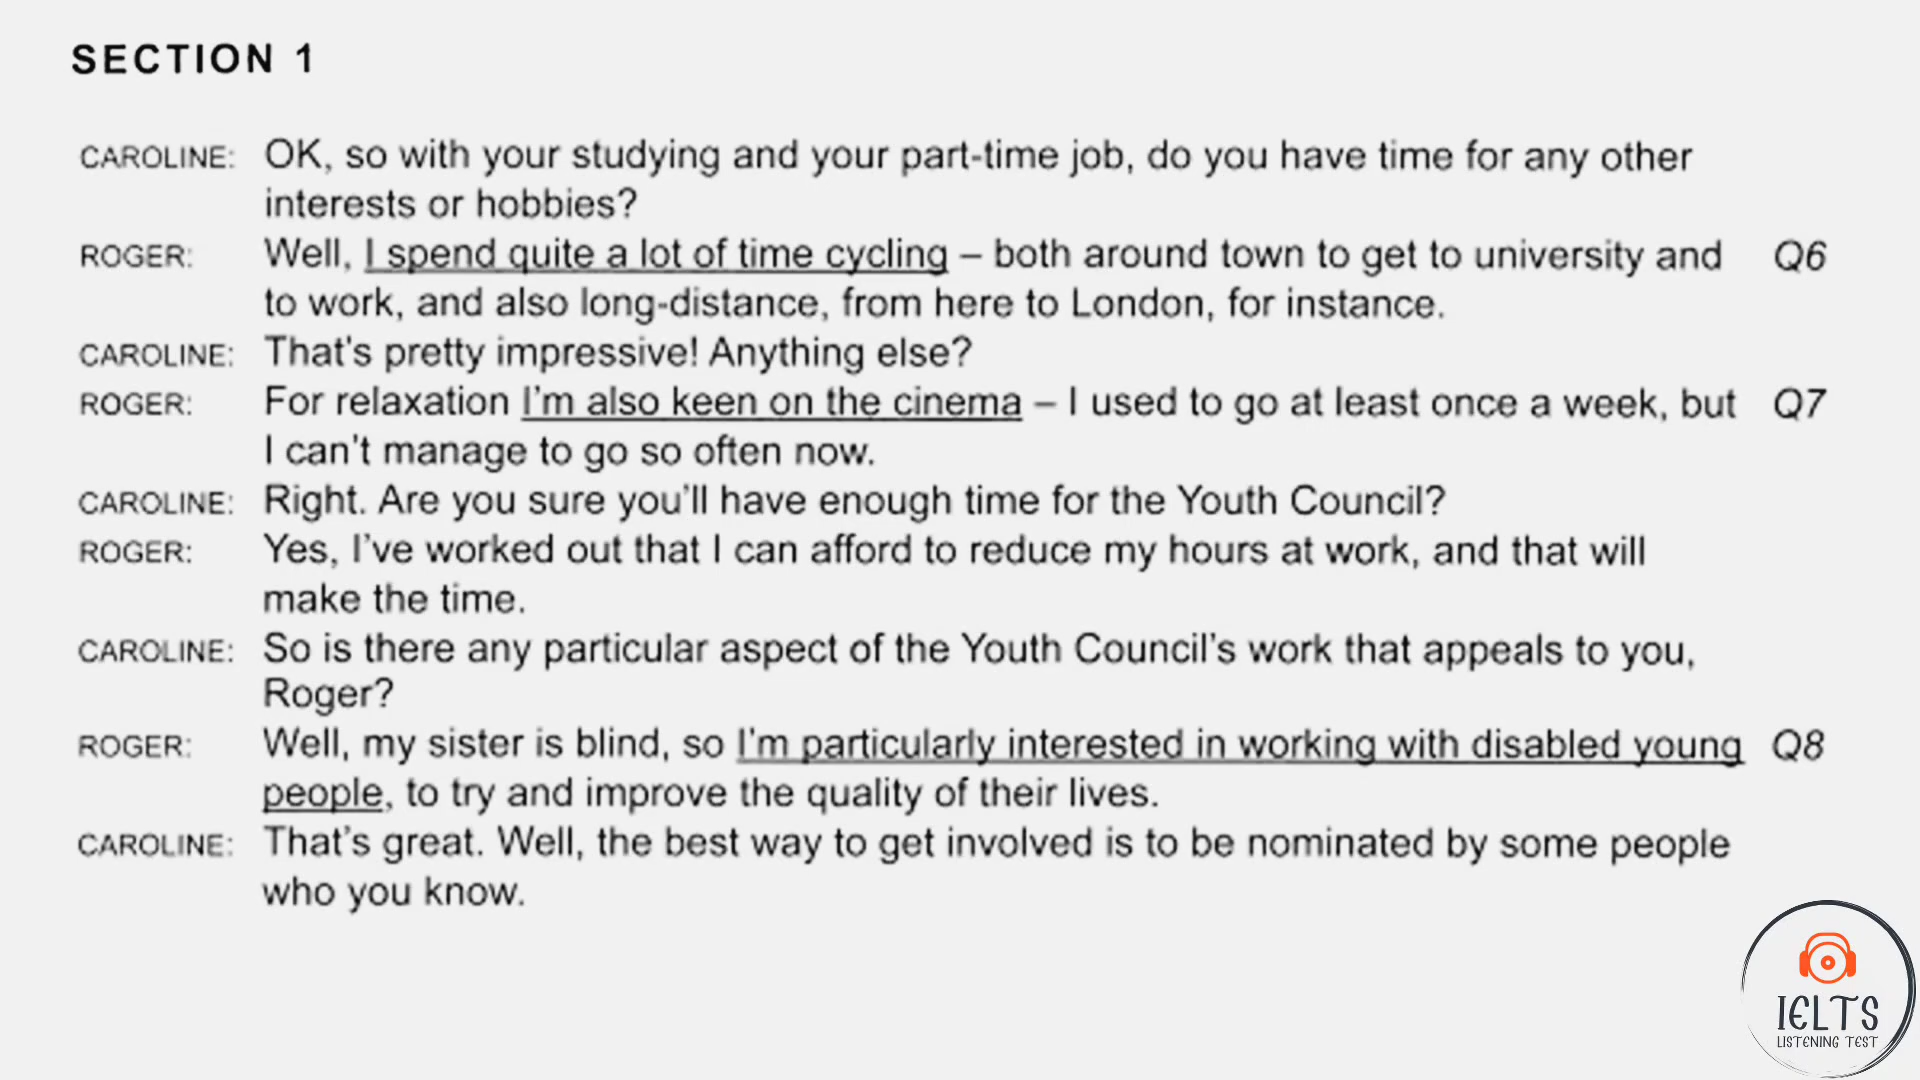 SECTION 1
CAROLINE: OK, so with your studying and your part-time job, do you have time for any other
interests or hobbies?
ROGER: Well, I spend quite a lot of time cycling – both around town to get to university and Q6
to work, and also long-distance, from here to London, for instance.
CAROLINE: That's pretty impressive! Anything else?
ROGER: For relaxation I'm also keen on the cinema – I used to go at least once a week, but Q7
I can't manage to go so often now.
CAROLINE: Right. Are you sure you'll have enough time for the Youth Council?
ROGER: Yes, I've worked out that I can afford to reduce my hours at work, and that will
make the time.
CAROLINE: So is there any particular aspect of the Youth Council's work that appeals to you,
Roger?
ROGER: Well, my sister is blind, so I'm particularly interested in working with disabled young Q8
people, to try and improve the quality of their lives.
CAROLINE: That's great. Well, the best way to get involved is to be nominated by some people
who you know.
IELTS
LISTENING TEST